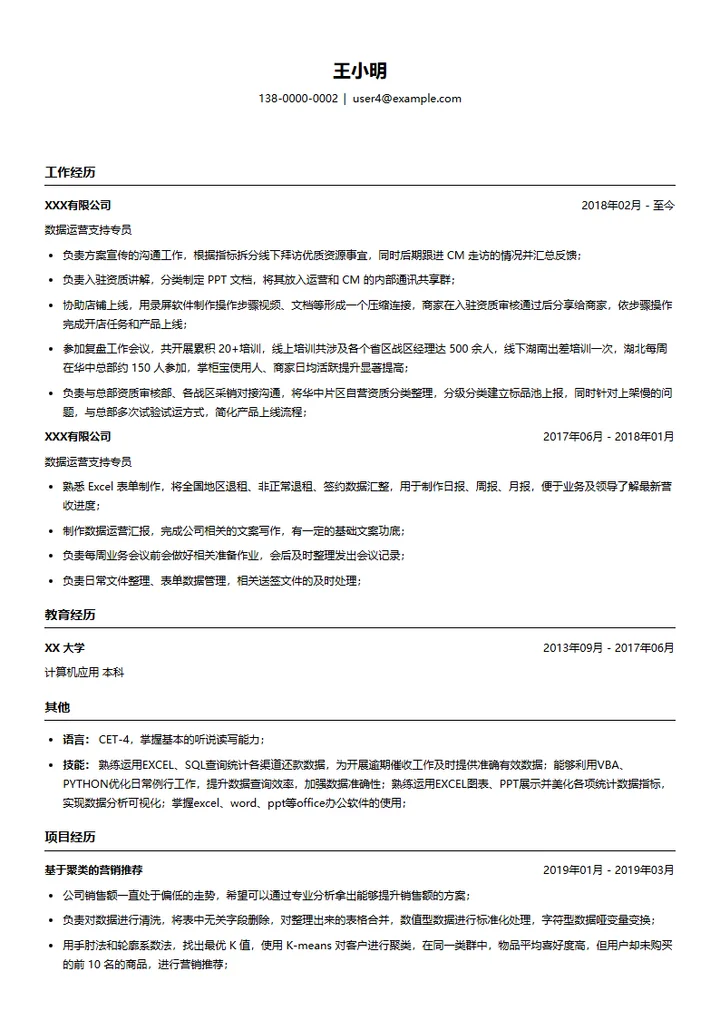 王小明
138-0000-0002 | user4@example.com
工作经历
XXX有限公司 2018年02月 - 至今
数据运营支持专员
• 负责方案宣传的沟通工作，根据指标拆分线下拜访优质资源事宜，同时后期跟进 CM 走访的情况并汇总反馈；
• 负责入驻资质讲解，分类制定 PPT 文档，将其放入运营和 CM 的内部通讯共享群；
• 协助店铺上线，用录屏软件制作操作步骤视频、文档等形成一个压缩连接，商家在入驻资质审核通过后分享给商家，依步骤操作
完成开店任务和产品上线；
• 参加复盘工作会议，共开展累积 20+培训，线上培训共涉及各个省区战区经理达 500 余人，线下湖南出差培训一次，湖北每周
在华中总部约 150 人参加，掌柜宝使用人、商家日均活跃提升显著提高；
• 负责与总部资质审核部、各战区采销对接沟通，将华中片区自营资质分类整理，分级分类建立标品池上报，同时针对上架慢的问
题，与总部多次试验试运方式，简化产品上线流程；
XXX有限公司 2017年06月 - 2018年01月
数据运营支持专员
• 熟悉 Excel 表单制作，将全国地区退租、非正常退租、签约数据汇整，用于制作日报、周报、月报，便于业务及领导了解最新营
收进度；
• 制作数据运营汇报，完成公司相关的文案写作，有一定的基础文案功底；
• 负责每周业务会议前会做好相关准备作业，会后及时整理发出会议记录；
• 负责日常文件整理、表单数据管理，相关送签文件的及时处理；
教育经历
XX 大学 2013年09月 - 2017年06月
计算机应用 本科
其他
• 语言： CET-4，掌握基本的听说读写能力；
• 技能： 熟练运用EXCEL、SQL查询统计各渠道还款数据，为开展逾期催收工作及时提供准确有效数据；能够利用VBA、
PYTHON优化日常例行工作，提升数据查询效率，加强数据准确性；熟练运用EXCEL图表、PPT展示并美化各项统计数据指标，
实现数据分析可视化；掌握excel、word、ppt等office办公软件的使用；
项目经历
基于聚类的营销推荐 2019年01月 - 2019年03月
• 公司销售额一直处于偏低的走势，希望可以通过专业分析拿出能够提升销售额的方案；
• 负责对数据进行清洗，将表中无关字段删除，对整理出来的表格合并，数值型数据进行标准化处理，字符型数据哑变量变换；
• 用手肘法和轮廓系数法，找出最优 K 值，使用 K-means 对客户进行聚类，在同一类群中，物品平均喜好度高，但用户却未购买
的前 10 名的商品，进行营销推荐；